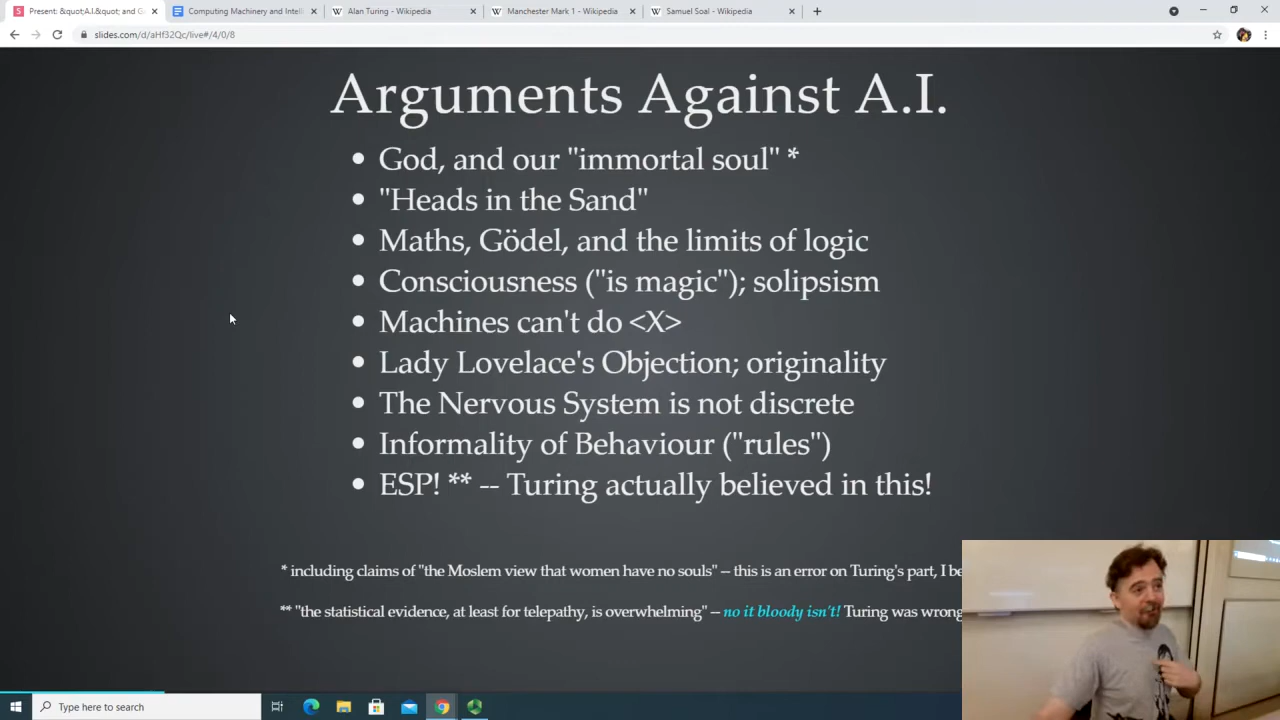 Present: &quot;A.I.&quot; and G
Computing Machinery and Intelli
Alan Turing - Wikipedia
Manchester Mark 1 - Wikipedia
Samuel Soal - Wikipedia
slides.com/d/aHf32Qc/live#/4/0/8
Arguments Against A.I.
• God, and our "immortal soul" *
• "Heads in the Sand"
• Maths, Gödel, and the limits of logic
• Consciousness ("is magic"); solipsism
• Machines can't do <X>
• Lady Lovelace's Objection; originality
• The Nervous System is not discrete
• Informality of Behaviour ("rules")
• ESP! ** -- Turing actually believed in this!
* including claims of "the Moslem view that women have no souls" -- this is an error on Turing's part, I be
** "the statistical evidence, at least for telepathy, is overwhelming" -- no it bloody isn't! Turing was wrong
Type here to search